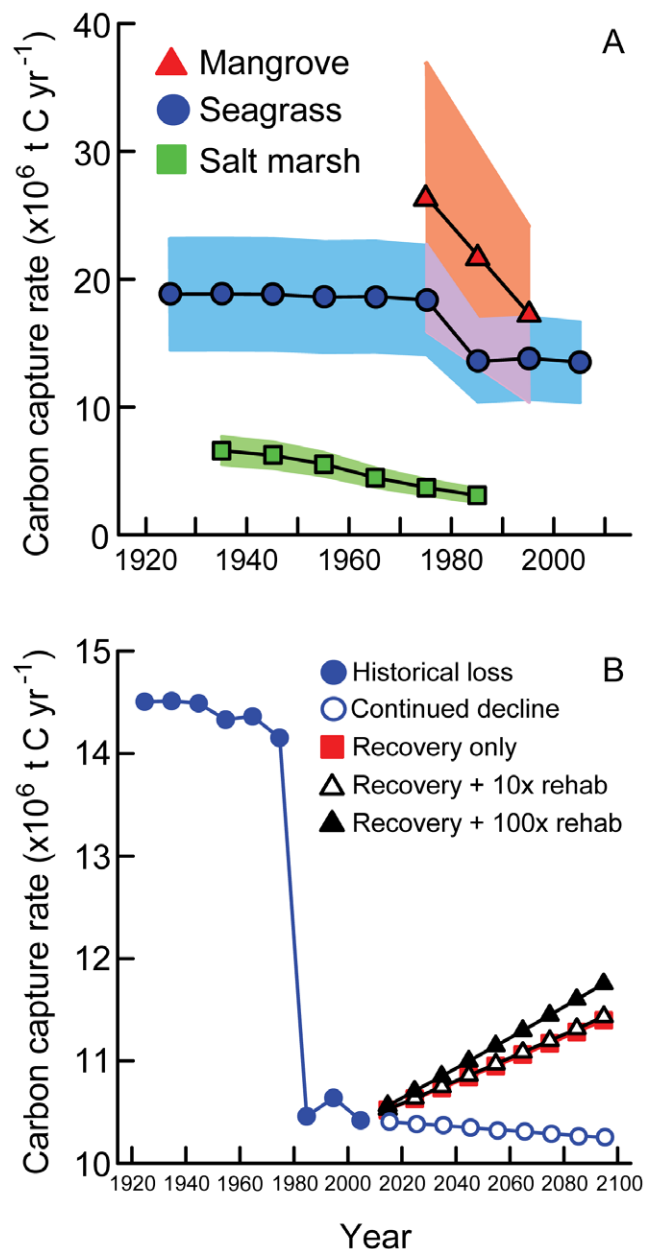 40
30
20
10
0
Carbon capture rate (x10⁶ t C yr⁻¹)
A
Mangrove
Seagrass
Salt marsh
1920 1940 1960 1980 2000
15
14
13
12
11
10
Carbon capture rate (x10⁶ t C yr⁻¹)
B
Historical loss
Continued decline
Recovery only
Recovery + 10x rehab
Recovery + 100x rehab
1920 1940 1960 1980 2000 2020 2040 2060 2080 2100
Year